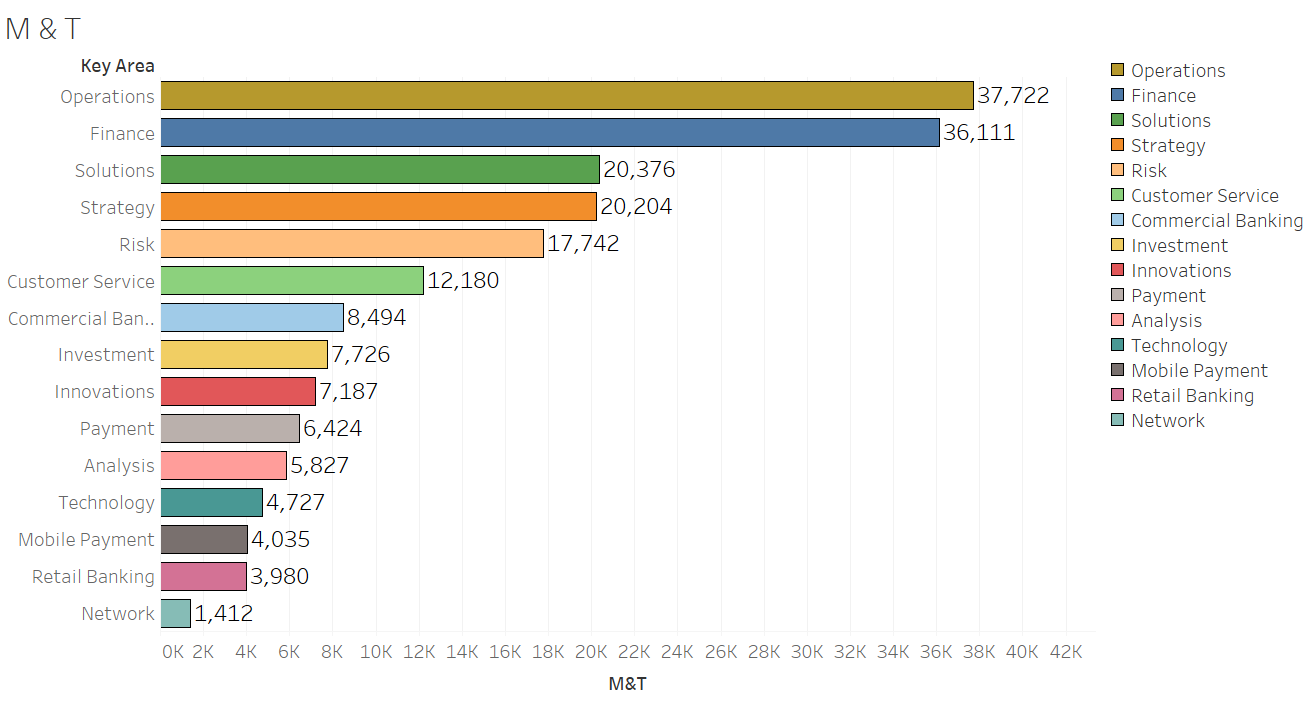 M & T
Key Area
Operations 37,722
Finance 36,111
Solutions 20,376
Strategy 20,204
Risk 17,742
Customer Service 12,180
Commercial Ban.. 8,494
Investment 7,726
Innovations 7,187
Payment 6,424
Analysis 5,827
Technology 4,727
Mobile Payment 4,035
Retail Banking 3,980
Network 1,412
0K 2K 4K 6K 8K 10K 12K 14K 16K 18K 20K 22K 24K 26K 28K 30K 32K 34K 36K 38K 40K 42K
M&T
Operations
Finance
Solutions
Strategy
Risk
Customer Service
Commercial Banking
Investment
Innovations
Payment
Analysis
Technology
Mobile Payment
Retail Banking
Network